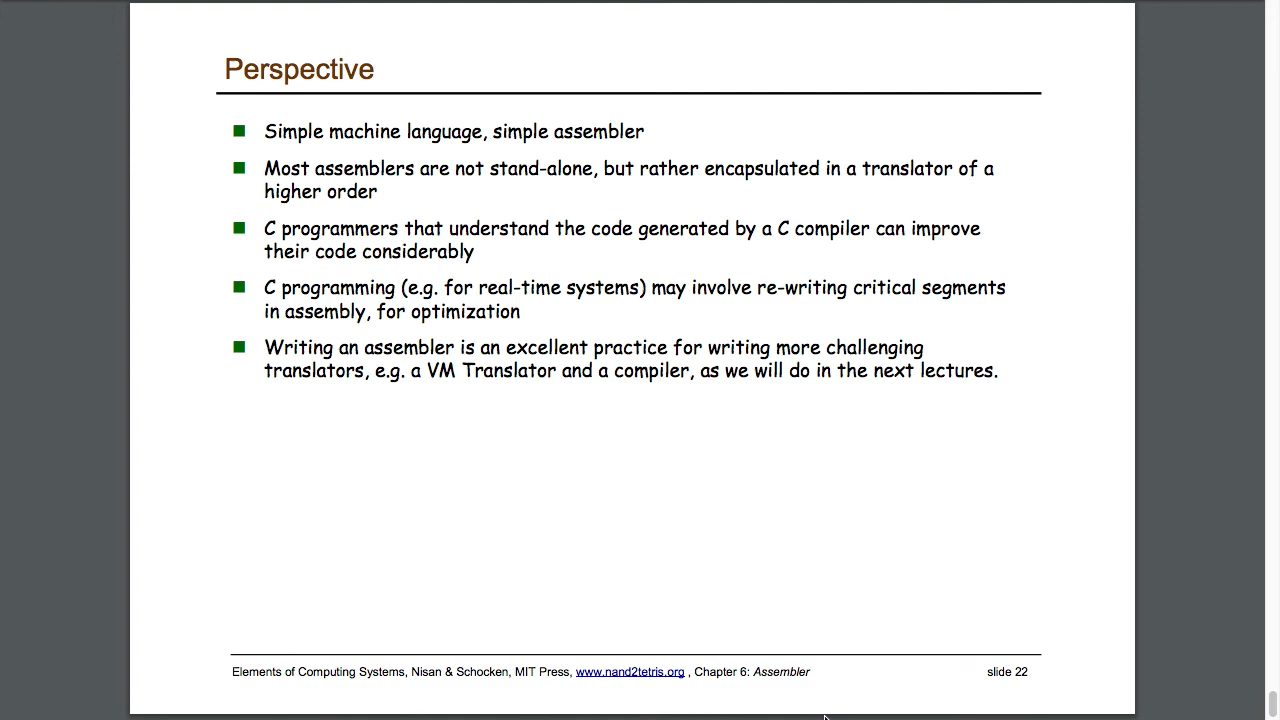 Perspective
Simple machine language, simple assembler
Most assemblers are not stand-alone, but rather encapsulated in a translator of a
higher order
C programmers that understand the code generated by a C compiler can improve
their code considerably
C programming (e.g. for real-time systems) may involve re-writing critical segments
in assembly, for optimization
Writing an assembler is an excellent practice for writing more challenging
translators, e.g. a VM Translator and a compiler, as we will do in the next lectures.
Elements of Computing Systems, Nisan & Schocken, MIT Press, www.nand2tetris.org , Chapter 6: Assembler slide 22